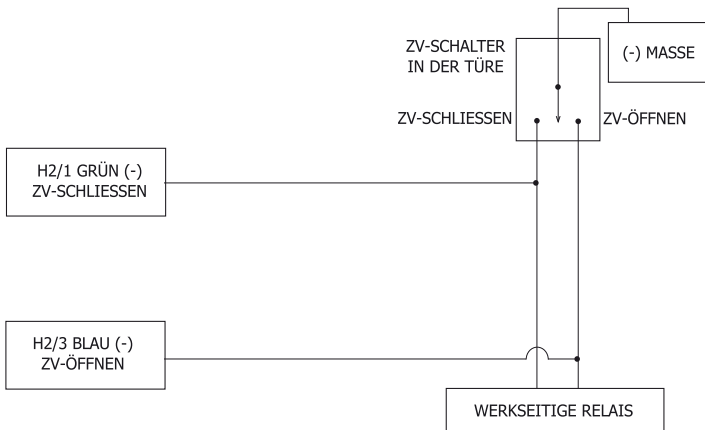 ZV-SCHALTER
IN DER TÜRE
(-) MASSE
ZV-SCHLIESSEN
ZV-ÖFFNEN
H2/1 GRÜN (-)
ZV-SCHLIESSEN
H2/3 BLAU (-)
ZV-ÖFFNEN
WERKSEITIGE RELAIS